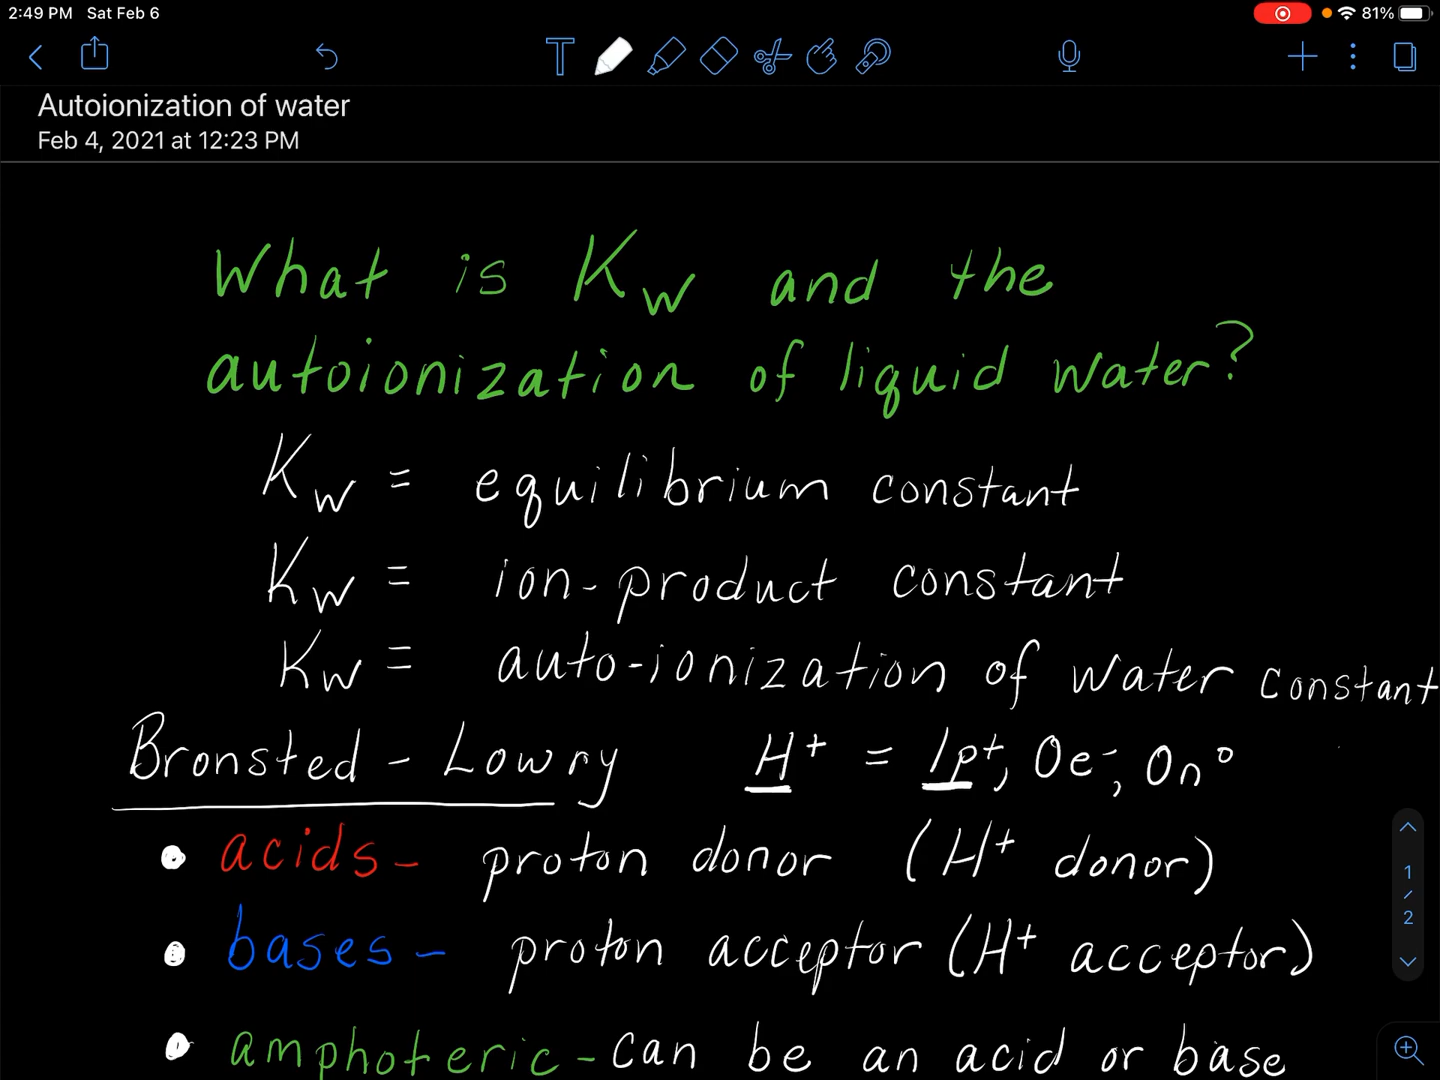 2:49 PM Sat Feb 6
81%
T
Autoionization of water
Feb 4, 2021 at 12:23 PM
What is Kw and the
autoionization of liquid water?
Kw = equilibrium constant
Kw = ion-product constant
Kw = auto-ionization of water constant
Bronsted - Lowry H⁺ = 1p⁺, 0e⁻, 0n⁰
• acids - proton donor (H⁺ donor)
• bases - proton acceptor (H⁺ acceptor)
• amphoteric - can be an acid or base
1
/
2